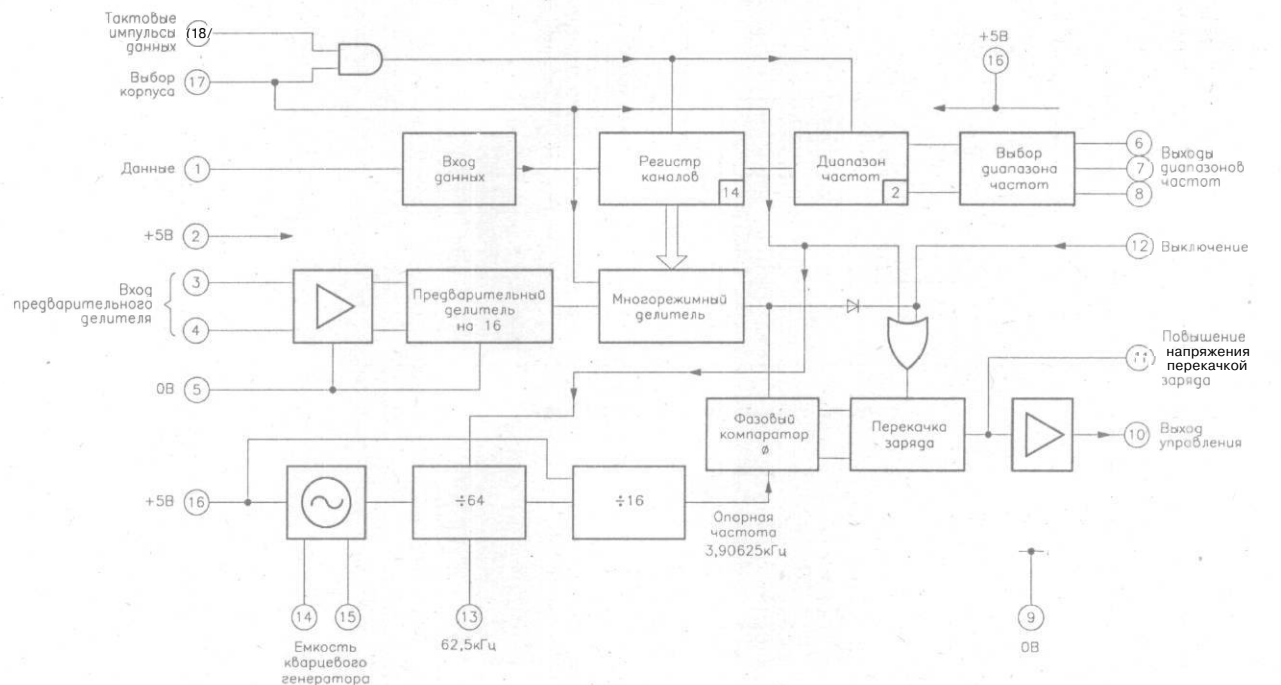 Тактовые
импульсы
данных
18
Выбор
корпуса
17
+5В
16
Данные
1
Вход
данных
Регистр
каналов
14
Диапазон
частот
2
Выбор
диапазона
частот
6
7
8
Выходы
диапазонов
частот
+5В
2
12
Выключение
Вход
предварительного
делителя
3
4
Предварительный
делитель
на 16
Многорежимный
делитель
0В
5
11
Повышение
напряжения
перекачкой
заряда
Фазовый
компаратор
ø
Перекачка
заряда
10
Выход
управления
+5В
16
÷64
÷16
Опорная
частота
3,90625кГц
14
15
13
9
Емкость
кварцевого
генератора
62,5кГц
0В